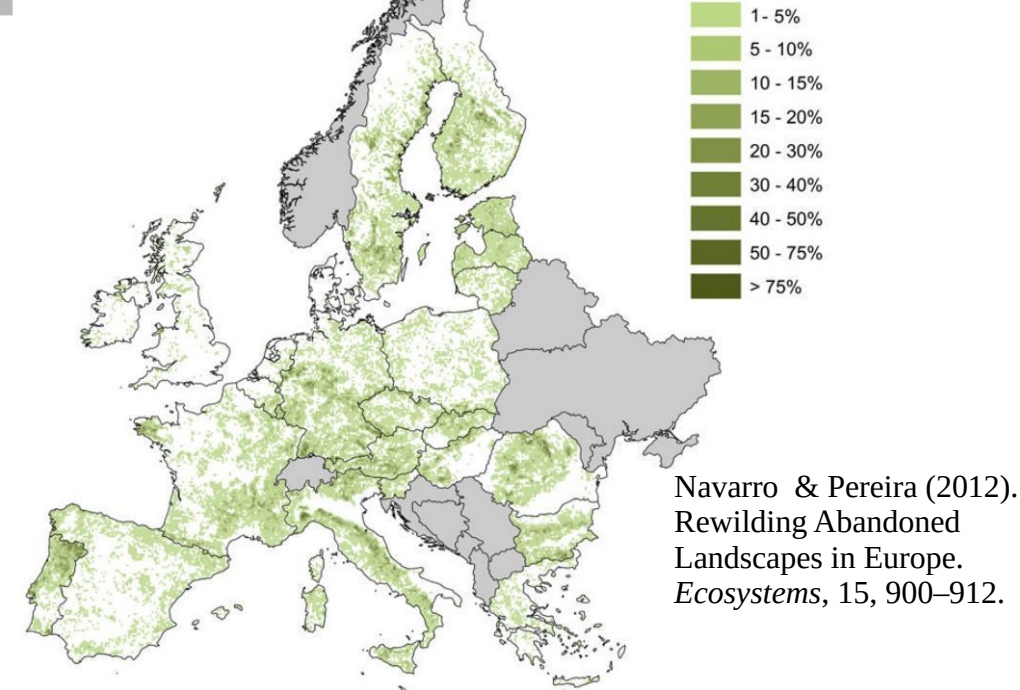 1- 5%
5 - 10%
10 - 15%
15 - 20%
20 - 30%
30 - 40%
40 - 50%
50 - 75%
> 75%
Navarro & Pereira (2012).
Rewilding Abandoned
Landscapes in Europe.
Ecosystems, 15, 900–912.